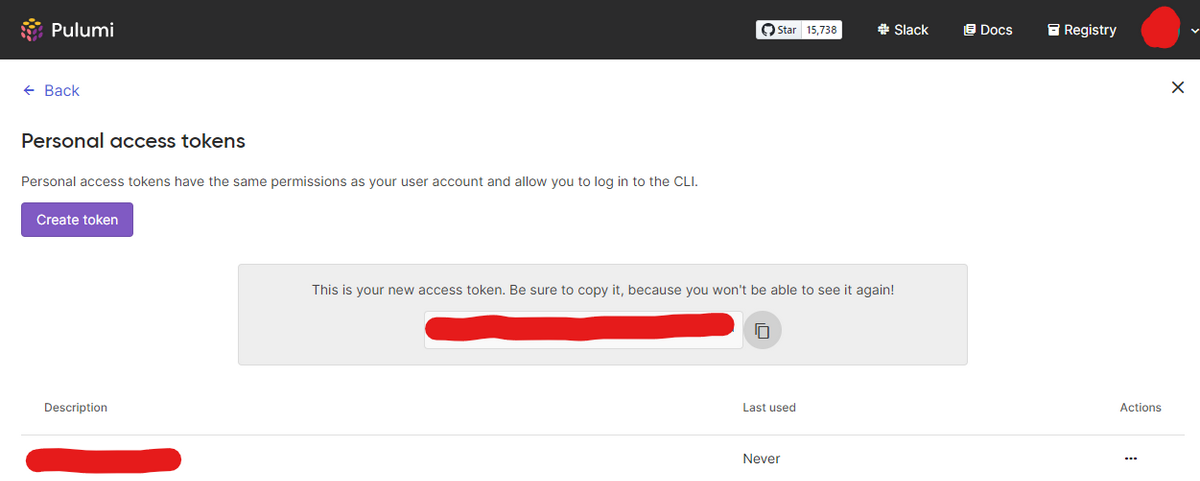 Pulumi Star 15,738 Slack Docs Registry
← Back
Personal access tokens
Personal access tokens have the same permissions as your user account and allow you to log in to the CLI.
Create token
This is your new access token. Be sure to copy it, because you won't be able to see it again!
Description Last used Actions
Never